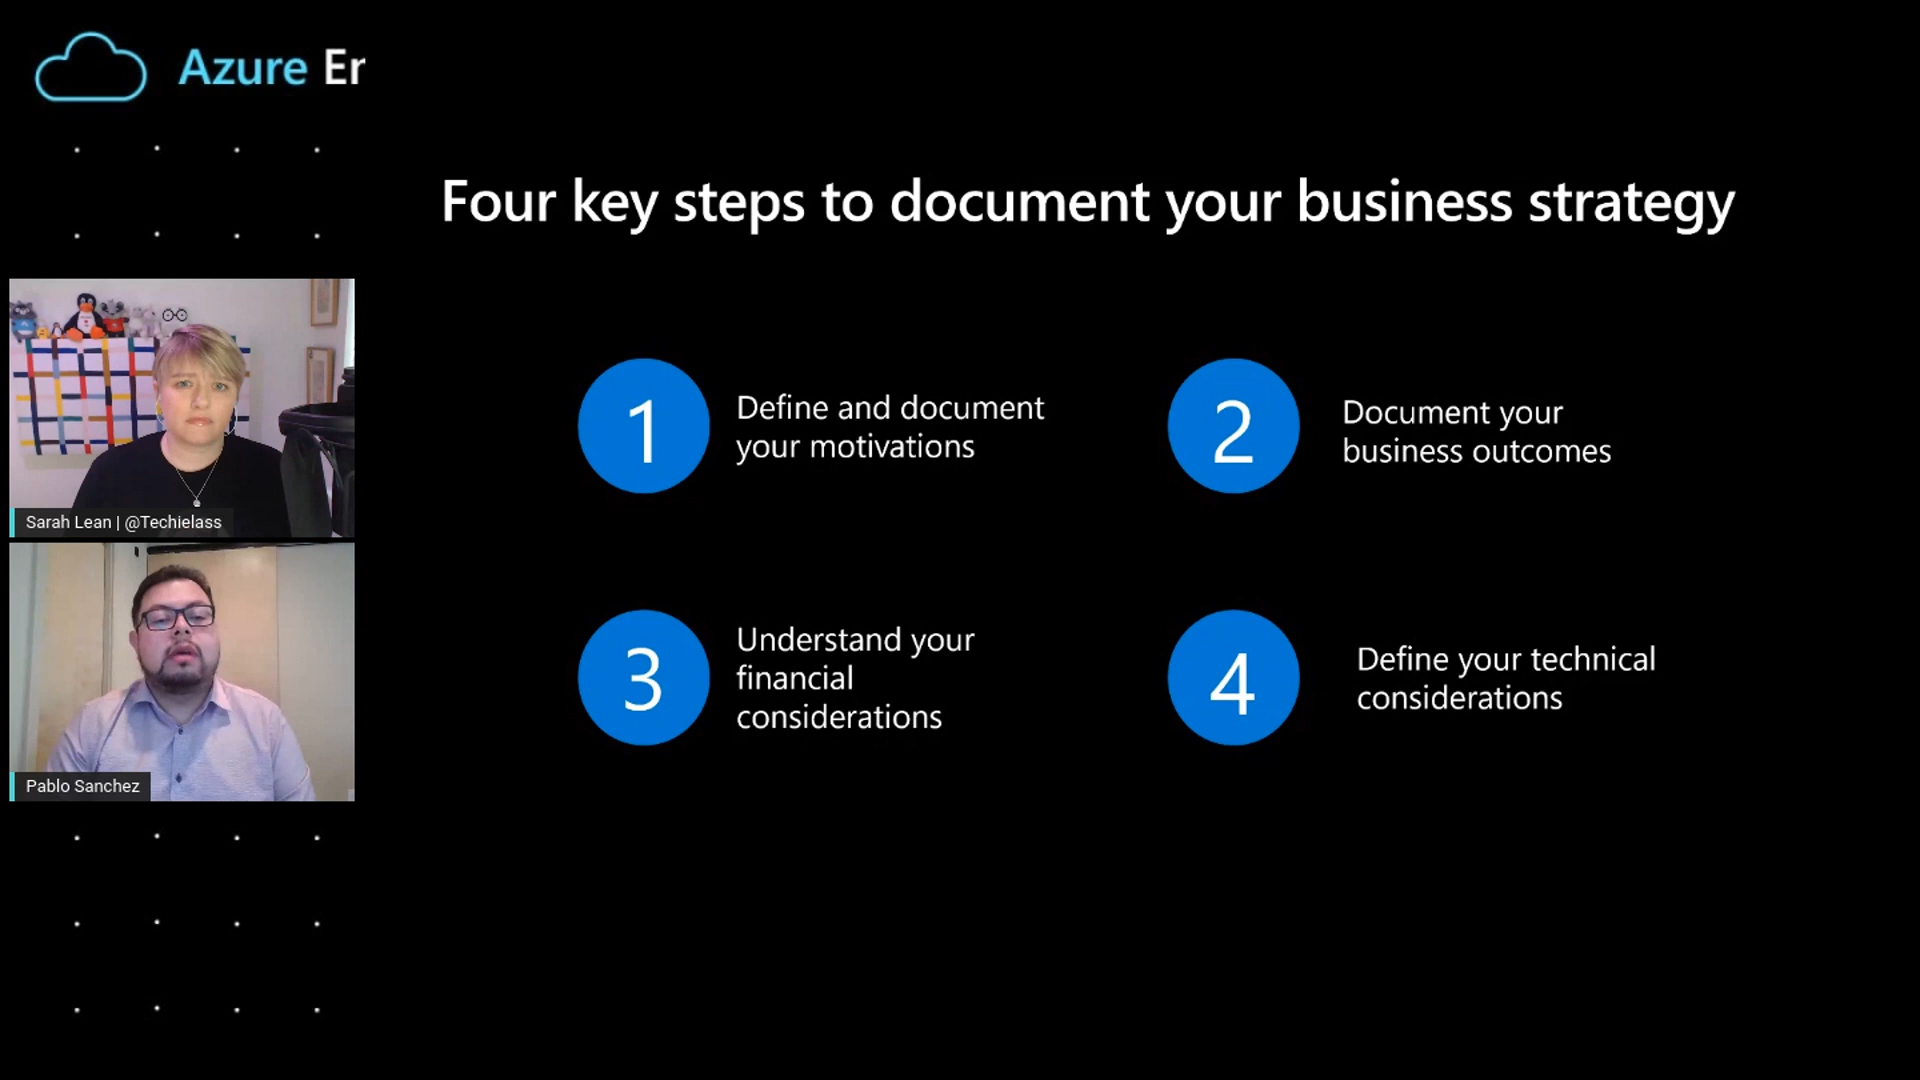 Azure Er
Four key steps to document your business strategy
1
Define and document
your motivations
2
Document your
business outcomes
3
Understand your
financial
considerations
4
Define your technical
considerations
Sarah Lean | @Techielass
Pablo Sanchez